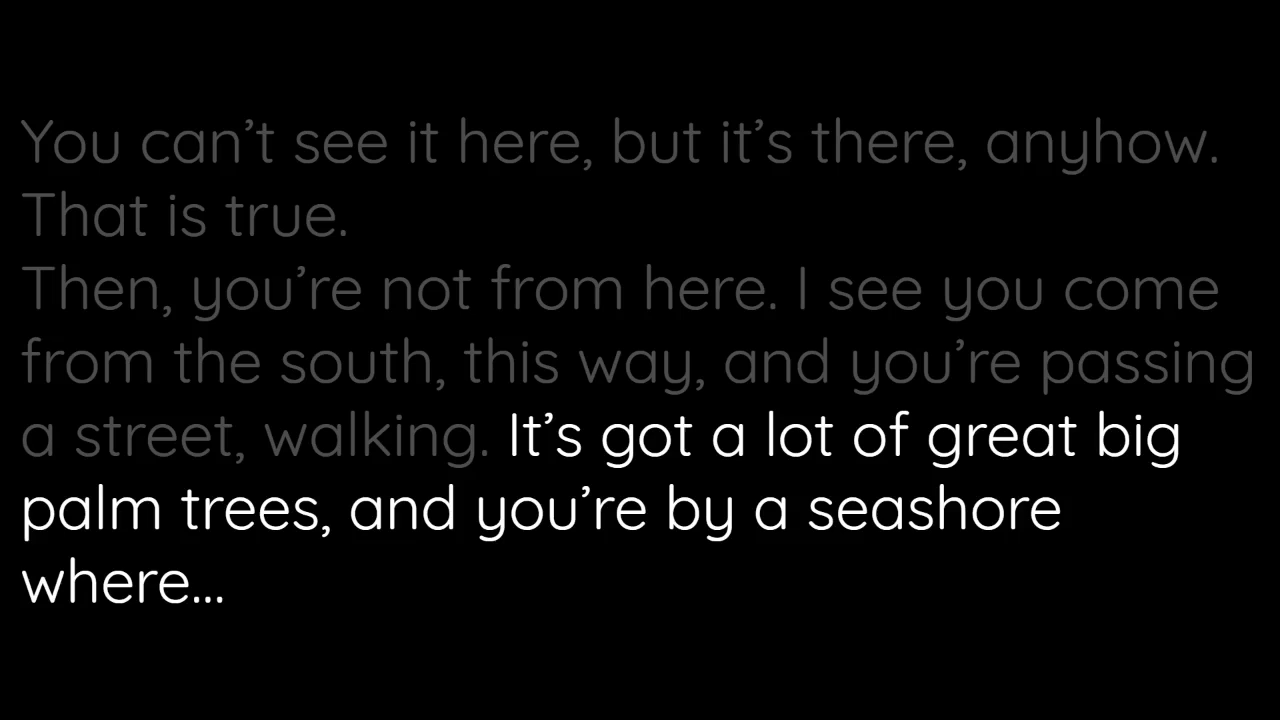 You can’t see it here, but it’s there, anyhow.
That is true.
Then, you’re not from here. I see you come
from the south, this way, and you’re passing
a street, walking. It’s got a lot of great big
palm trees, and you’re by a seashore
where...